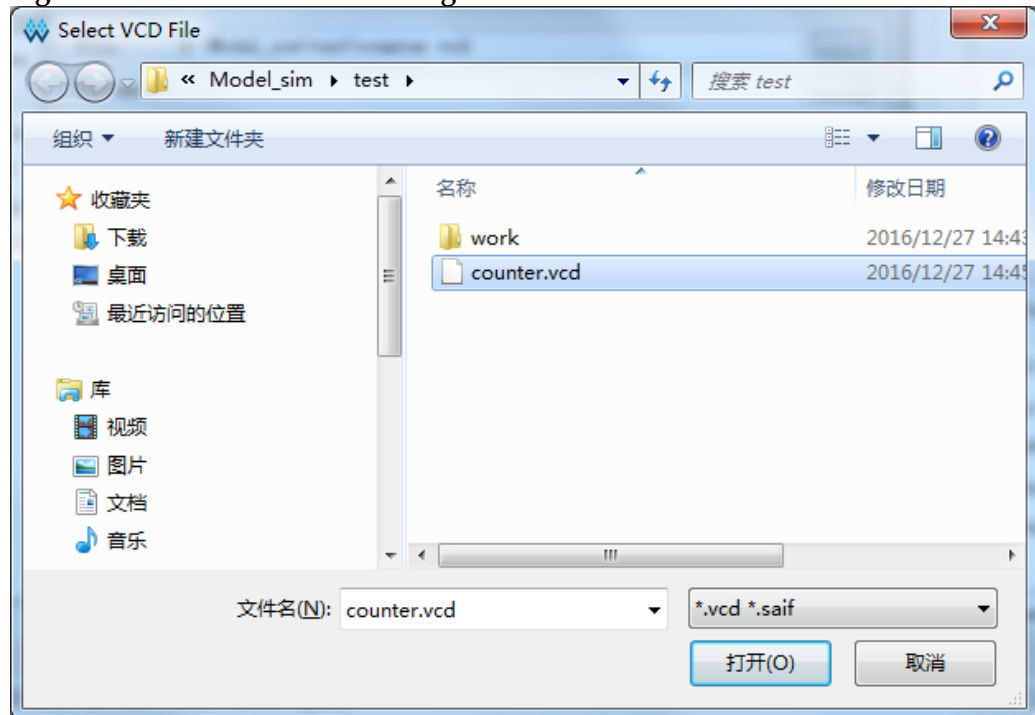 Select VCD File
« Model_sim ▸ test ▸
搜索 test
组织 ▼ 新建文件夹
名称 修改日期
收藏夹
下载
桌面
最近访问的位置
库
视频
图片
文档
音乐
work 2016/12/27 14:43
counter.vcd 2016/12/27 14:45
文件名(N): counter.vcd
*.vcd *.saif
打开(O) 取消